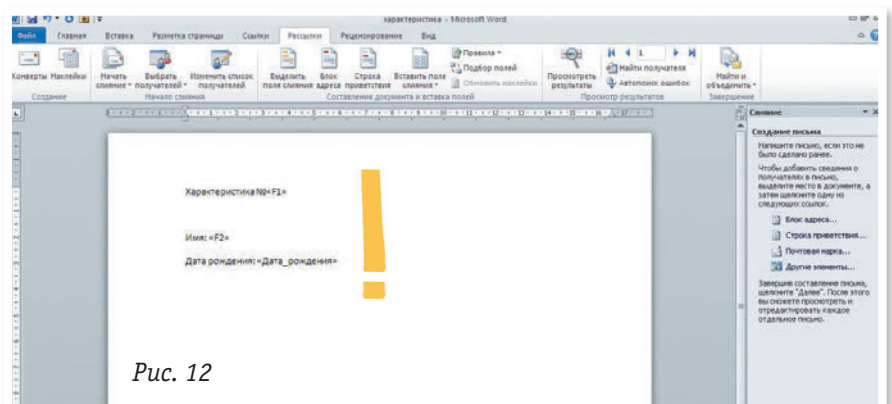 характеристика - Microsoft Word
Файл Главная Вставка Разметка страницы Ссылки Рассылки Рецензирование Вид
Конверты Наклейки
Создание
Начать слияние
Выбрать получателей
Изменить список получателей
Начало слияния
Выделить поля слияния
Блок адреса
Строка приветствия
Вставить поле слияния
Правила
Подбор полей
Обновить наклейки
Составление документа и вставка полей
Просмотреть результаты
1
Найти получателя
Автопоиск ошибок
Просмотр результатов
Найти и объединить
Завершение
Характеристика №«F1»
Имя: «F2»
Дата рождения: «Дата_рождения»
!
Рис. 12
Слияние
Создание письма
Напишите письмо, если это не
было сделано ранее.
Чтобы добавить сведения о
получателях в письмо,
выделите место в документе, а
затем щелкните одну из
следующих ссылок.
Блок адреса...
Строка приветствия...
Почтовая марка...
Другие элементы...
Завершив составление письма,
щелкните "Далее". После этого
вы сможете просмотреть и
отредактировать каждое
отдельное письмо.